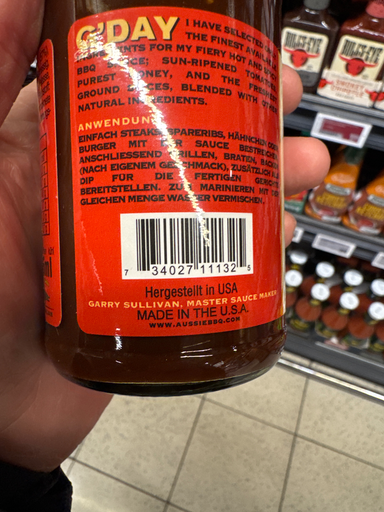 G'DAY I HAVE SELECTED
THE FINEST
FOR MY FIERY HOT AND
BBQ SAUCE; SUN-RIPENED
PUREST HONEY, AND THE
GROUND BLENDED WITH
NATURAL INGREDIENTS.
ANWENDUNG
EINFACH STEAKS, SPARERIBS, HÄHNCHEN ODER
BURGER MIT DER SAUCE
ANSCHLIESSEND GRILLEN, BRATEN,
(NACH EIGENEM GESCHMACK), ZUSÄTZLICH
DIP FÜR DIE FERTIGEN
BEREITSTELLEN. ZUM MARINIEREN MIT DER
GLEICHEN MENGE WASSER VERMISCHEN.
7 34027 11132 5
Hergestellt in USA
GARRY SULLIVAN, MASTER SAUCE MAKER
MADE IN THE U.S.A.
WWW.AUSSIEBBQ.COM
BULLS-EYE
BULLS-EYE